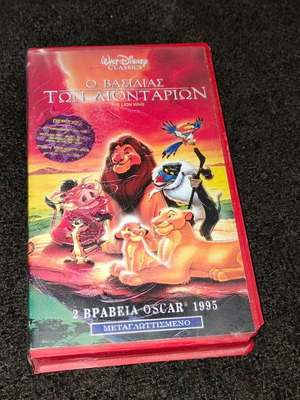 WALT DISNEY
CLASSICS
Ο ΒΑΣΙΛΙΑΣ
ΤΩΝ ΛΙΟΝΤΑΡΙΩΝ
THE LION KING
2 ΒΡΑΒΕΙΑ OSCAR® 1995
ΜΕΤΑΓΛΩΤΤΙΣΜΕΝΟ